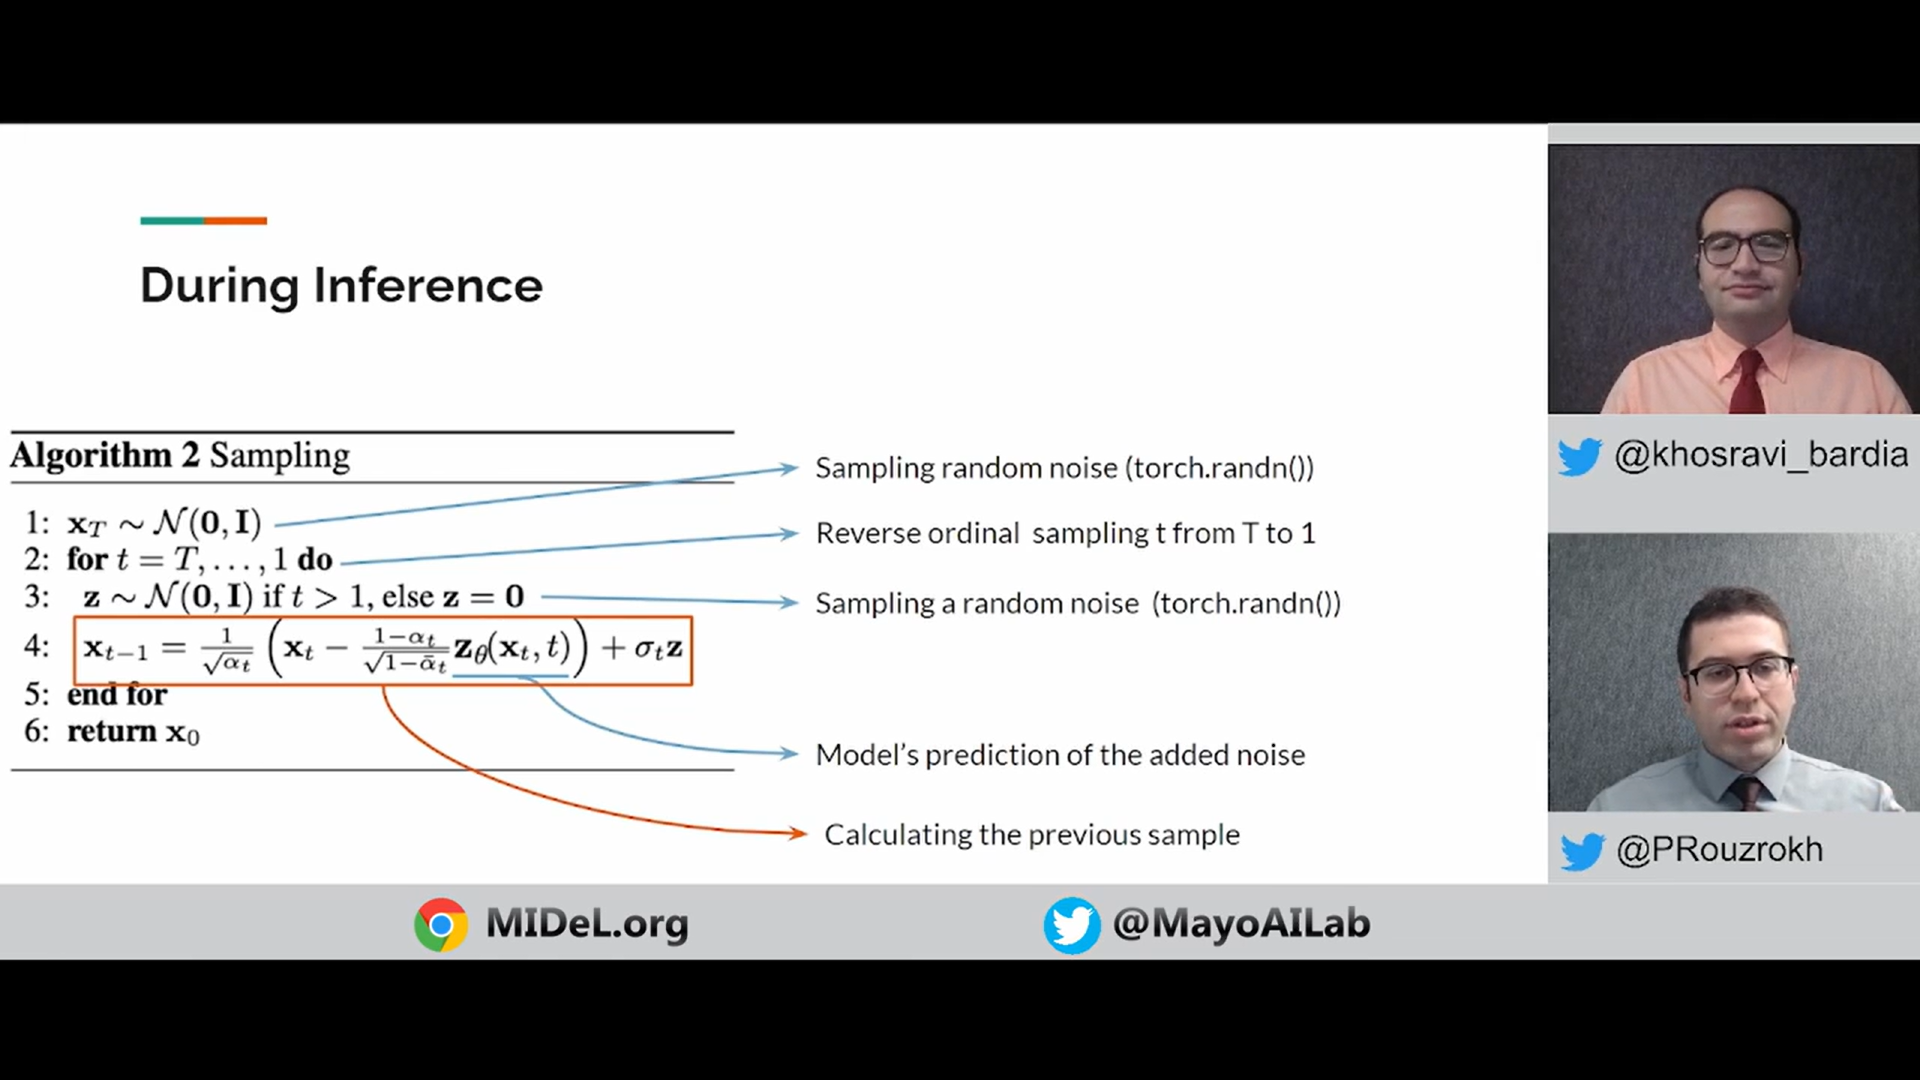 During Inference
Algorithm 2 Sampling
1: x_T ∼ 𝒩(0, I)
2: for t = T, . . . , 1 do
3: z ∼ 𝒩(0, I) if t > 1, else z = 0
4: x_{t−1} = 1/√α_t (x_t − (1−α_t)/√(1−ᾱ_t) z_θ(x_t, t)) + σ_t z
5: end for
6: return x_0
Sampling random noise (torch.randn())
Reverse ordinal sampling t from T to 1
Sampling a random noise (torch.randn())
Model’s prediction of the added noise
Calculating the previous sample
@khosravi_bardia
@PRouzrokh
MIDeL.org
@MayoAILab